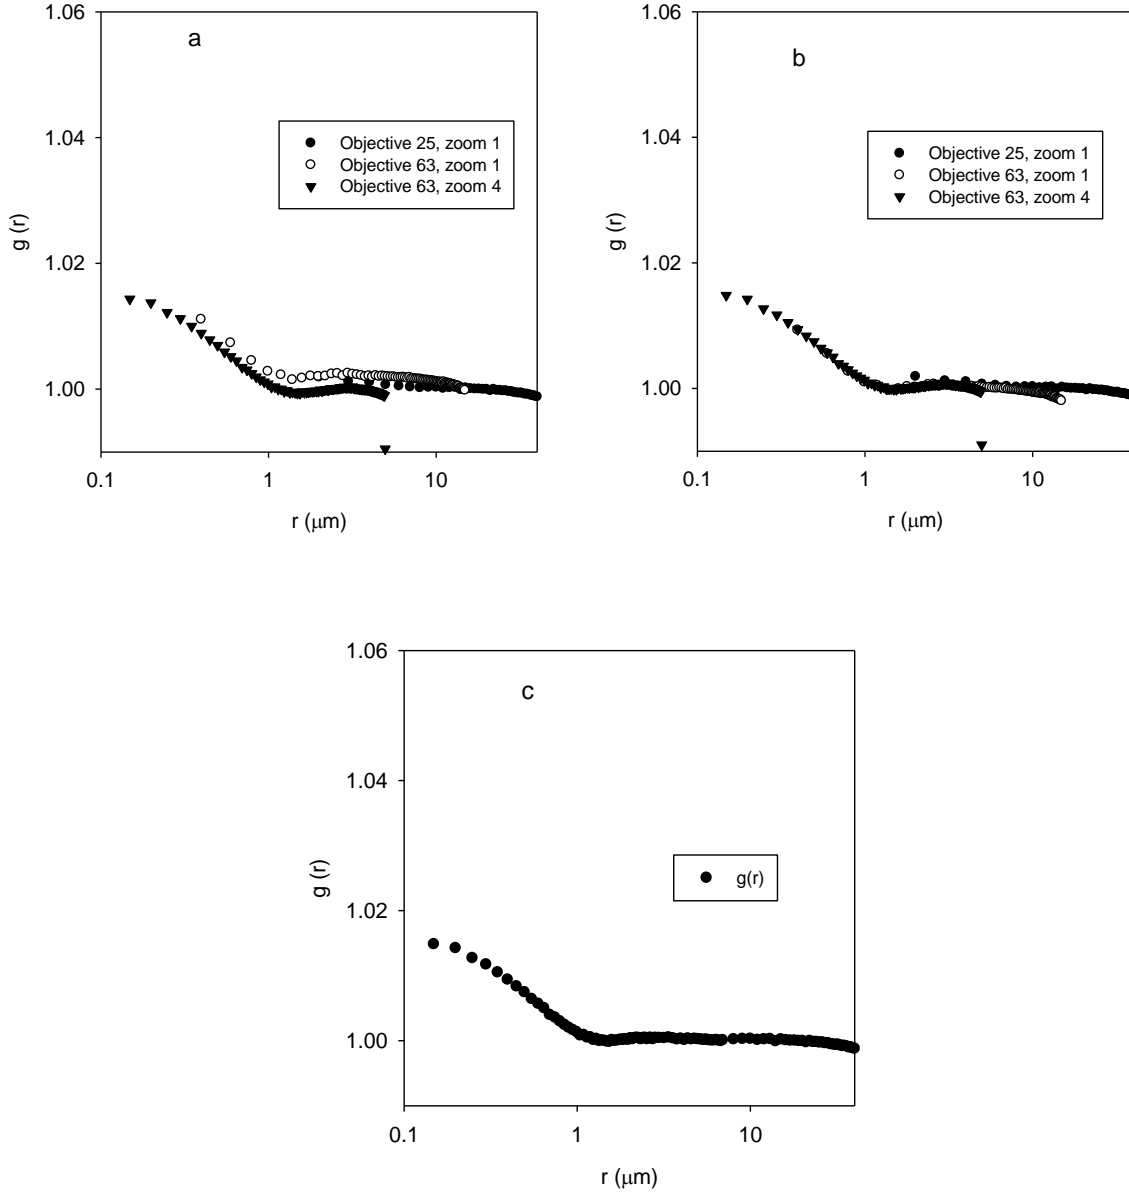 a
1.06
1.04
1.02
1.00
g (r)
Objective 25, zoom 1
Objective 63, zoom 1
Objective 63, zoom 4
0.1
1
10
r (μm)
b
1.06
1.04
1.02
1.00
g (r)
Objective 25, zoom 1
Objective 63, zoom 1
Objective 63, zoom 4
0.1
1
10
r (μm)
c
1.06
1.04
1.02
1.00
g (r)
g(r)
0.1
1
10
r (μm)